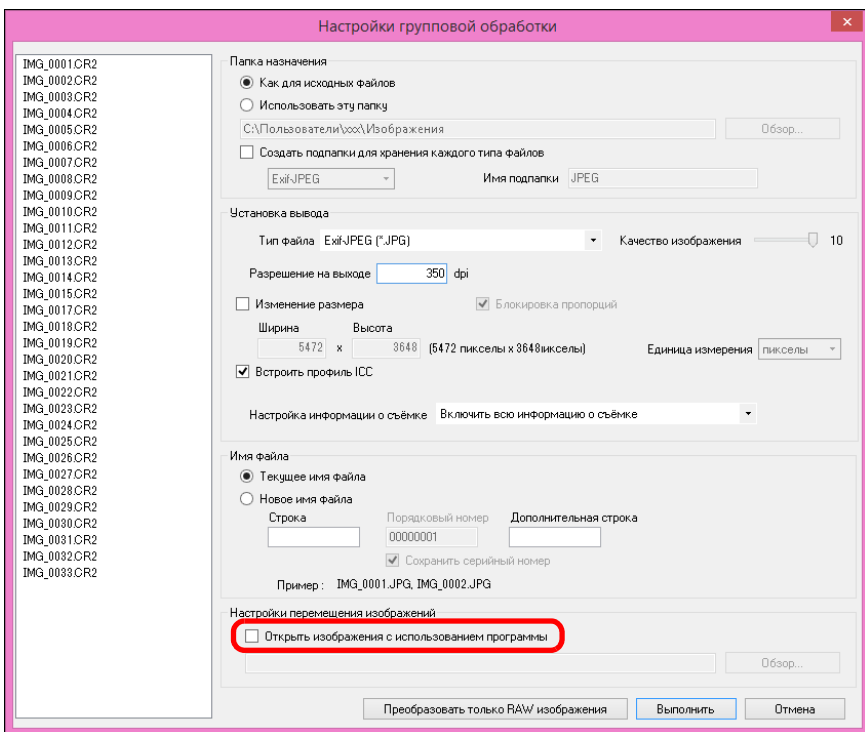 Настройки групповой обработки
IMG_0001.CR2
IMG_0002.CR2
IMG_0003.CR2
IMG_0004.CR2
IMG_0005.CR2
IMG_0006.CR2
IMG_0007.CR2
IMG_0008.CR2
IMG_0009.CR2
IMG_0010.CR2
IMG_0011.CR2
IMG_0012.CR2
IMG_0013.CR2
IMG_0014.CR2
IMG_0015.CR2
IMG_0017.CR2
IMG_0018.CR2
IMG_0019.CR2
IMG_0020.CR2
IMG_0021.CR2
IMG_0022.CR2
IMG_0023.CR2
IMG_0024.CR2
IMG_0025.CR2
IMG_0026.CR2
IMG_0027.CR2
IMG_0028.CR2
IMG_0029.CR2
IMG_0030.CR2
IMG_0031.CR2
IMG_0032.CR2
IMG_0033.CR2
Папка назначения
Как для исходных файлов
Использовать эту папку
C:\Пользователи\xxx\Изображения Обзор...
Создать подпапки для хранения каждого типа файлов
Exif-JPEG Имя подпапки JPEG
Установка вывода
Тип файла Exif-JPEG (*.JPG) Качество изображения 10
Разрешение на выходе 350 dpi
Изменение размера Блокировка пропорций
Ширина Высота
5472 x 3648 (5472 пикселы x 3648икселы) Единица измерения пикселы
Встроить профиль ICC
Настройка информации о съёмке Включить всю информацию о съёмке
Имя файла
Текущее имя файла
Новое имя файла
Строка Порядковый номер Дополнительная строка
00000001
Сохранить серийный номер
Пример : IMG_0001.JPG, IMG_0002.JPG
Настройки перемещения изображений
Открыть изображения с использованием программы
Обзор...
Преобразовать только RAW изображения Выполнить Отмена